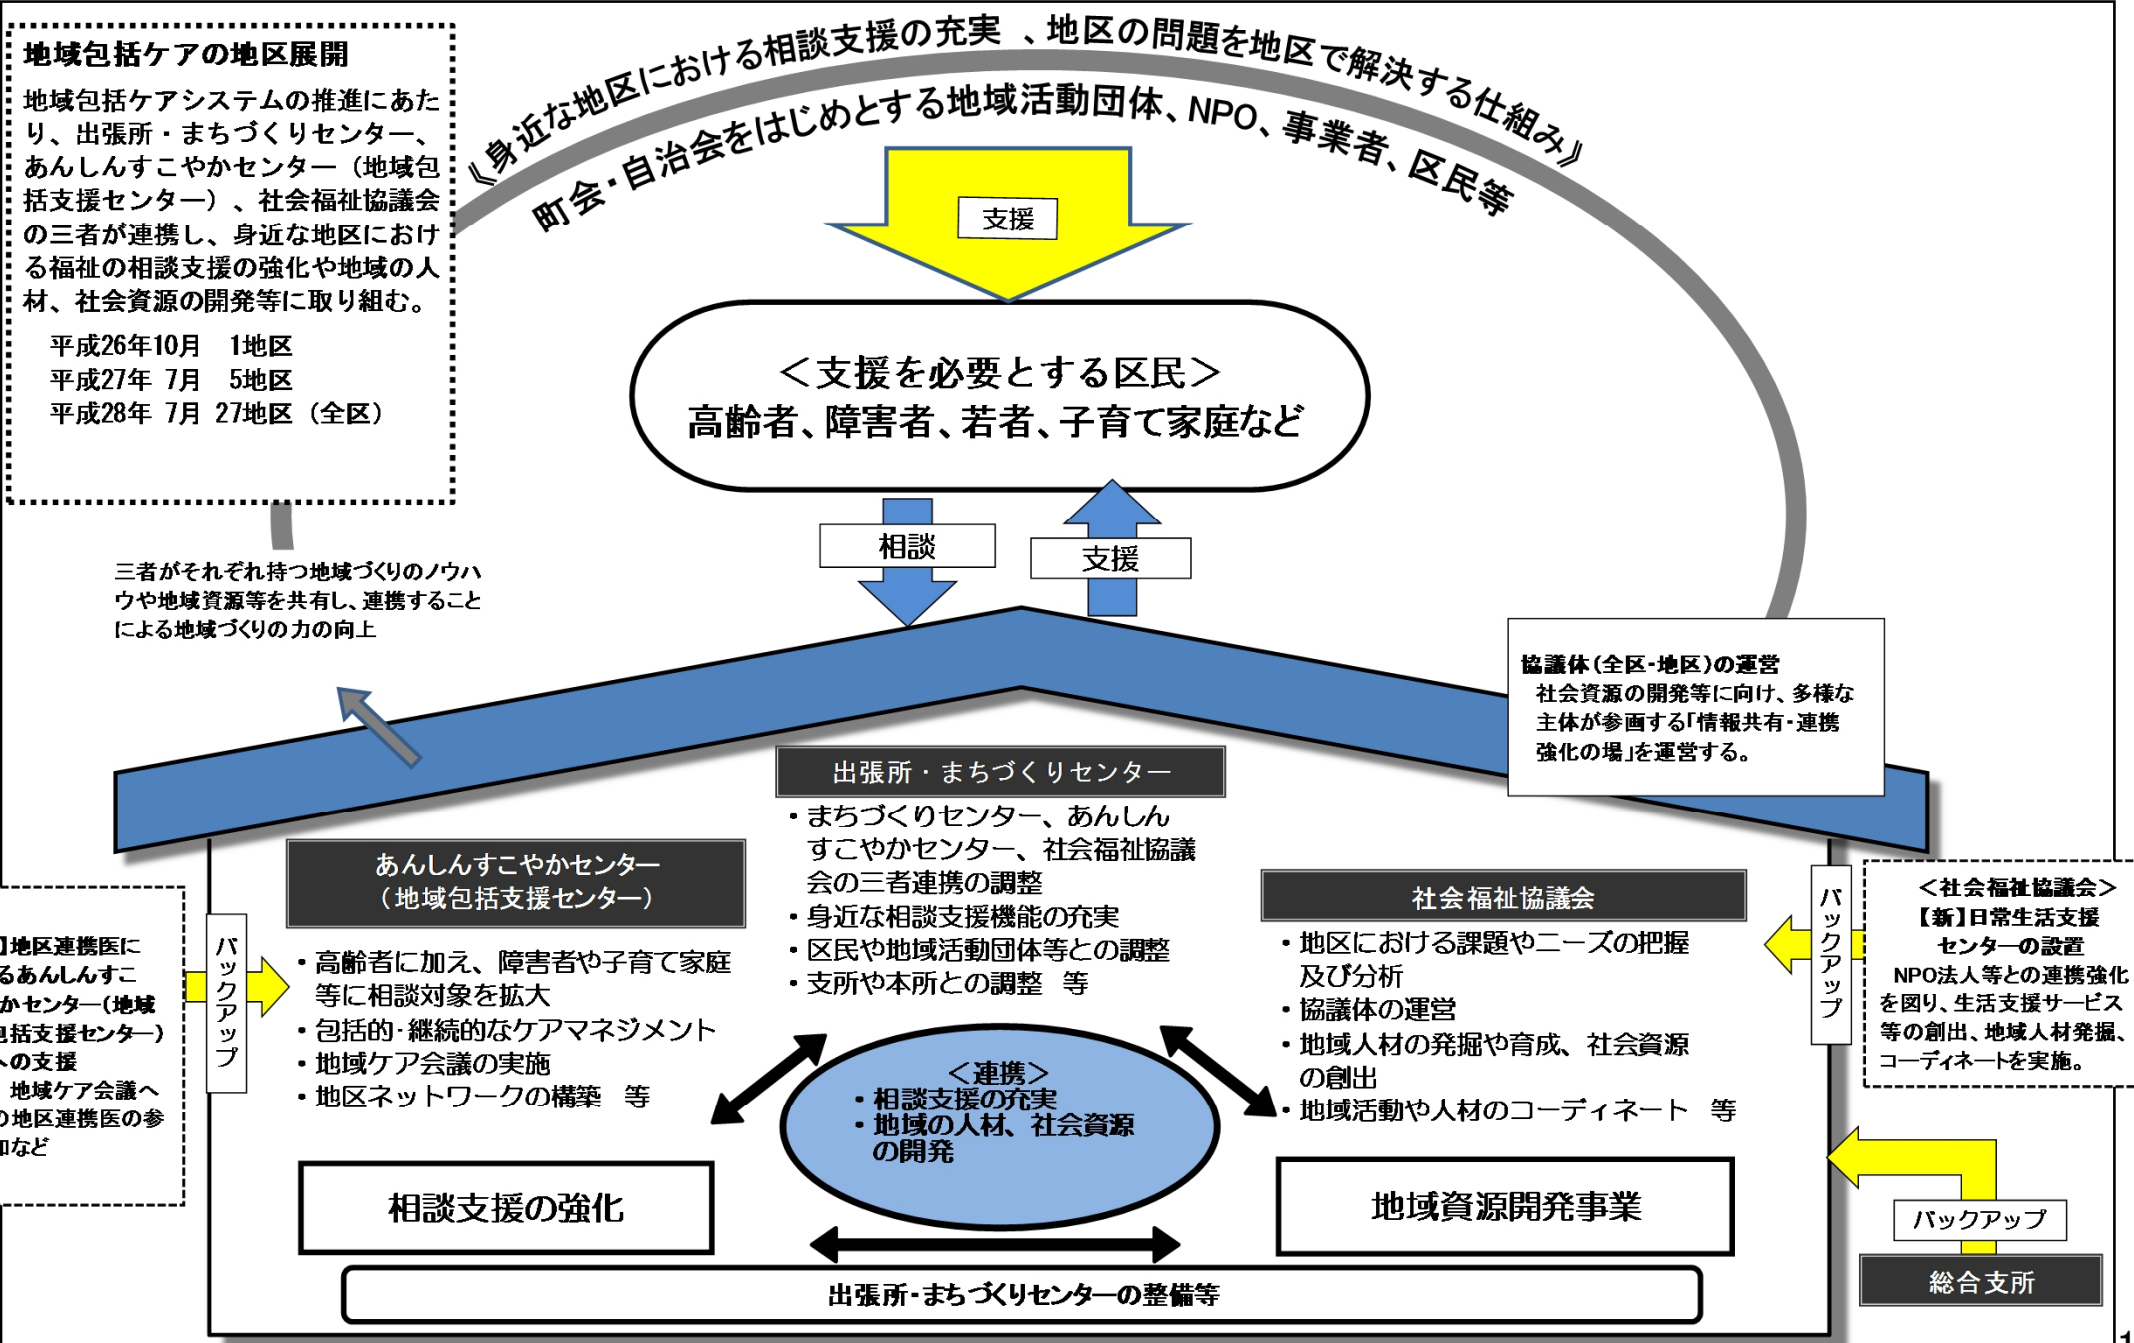 地域包括ケアの地区展開
地域包括ケアシステムの推進にあた
り、出張所・まちづくりセンター、
あんしんすこやかセンター（地域包
括支援センター）、社会福祉協議会
の三者が連携し、身近な地区におけ
る福祉の相談支援の強化や地域の人
材、社会資源の開発等に取り組む。
平成26年10月　1地区
平成27年 7月　5地区
平成28年 7月 27地区（全区）
《身近な地区における相談支援の充実 、地区の問題を地区で解決する仕組み》
町会・自治会をはじめとする地域活動団体、NPO、事業者、区民等
支援
＜支援を必要とする区民＞
高齢者、障害者、若者、子育て家庭など
相談
支援
三者がそれぞれ持つ地域づくりのノウハ
ウや地域資源等を共有し、連携すること
による地域づくりの力の向上
協議体(全区・地区)の運営
社会資源の開発等に向け、多様な
主体が参画する「情報共有・連携
強化の場」を運営する。
出張所・まちづくりセンター
・まちづくりセンター、あんしん
すこやかセンター、社会福祉協議
会の三者連携の調整
・身近な相談支援機能の充実
・区民や地域活動団体等との調整
・支所や本所との調整　等
あんしんすこやかセンター
（地域包括支援センター）
・高齢者に加え、障害者や子育て家庭
等に相談対象を拡大
・包括的・継続的なケアマネジメント
・地域ケア会議の実施
・地区ネットワークの構築　等
社会福祉協議会
・地区における課題やニーズの把握
及び分析
・協議体の運営
・地域人材の発掘や育成、社会資源
の創出
・地域活動や人材のコーディネート　等
】地区連携医に
るあんしんすこ
かセンター(地域
包括支援センター)
への支援
地域ケア会議へ
の地区連携医の参
加など
バックアップ
バックアップ
＜社会福祉協議会＞
【新】日常生活支援
センターの設置
NPO法人等との連携強化
を図り、生活支援サービス
等の創出、地域人材発掘、
コーディネートを実施。
＜連携＞
・相談支援の充実
・地域の人材、社会資源
の開発
相談支援の強化
地域資源開発事業
バックアップ
総合支所
出張所・まちづくりセンターの整備等
1